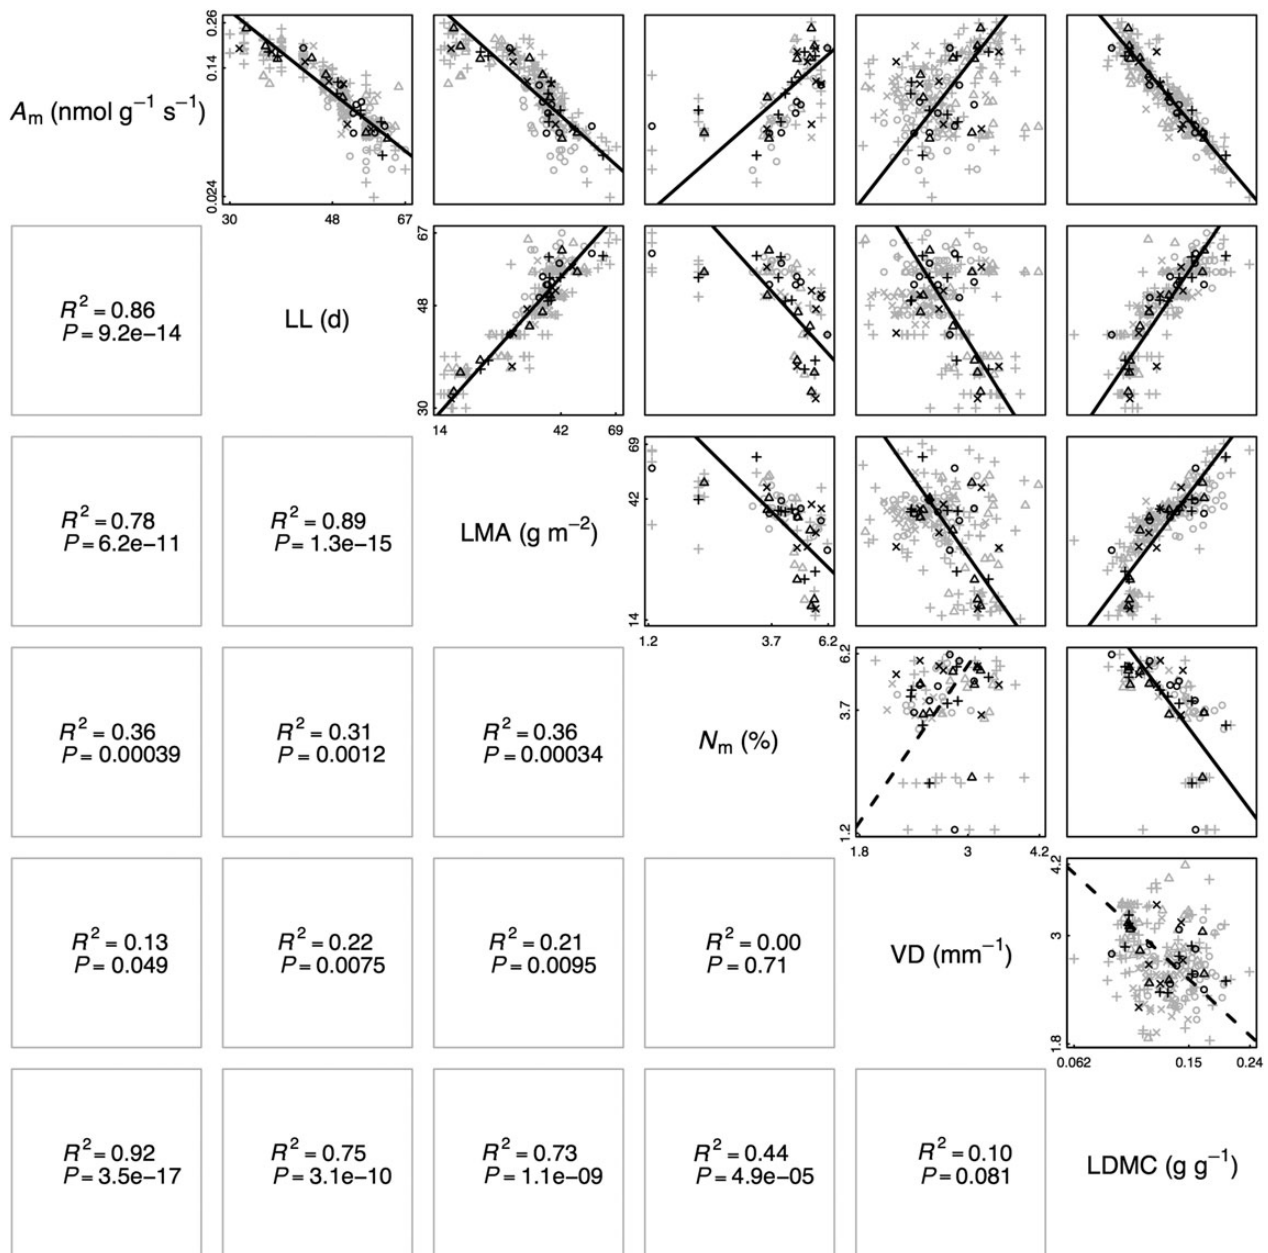 0.26
0.14
0.024
A_m (nmol g⁻¹ s⁻¹)
30 48 67
67
48
30
R² = 0.86
P = 9.2e−14
LL (d)
14 42 69
69
42
14
R² = 0.78
P = 6.2e−11
R² = 0.89
P = 1.3e−15
LMA (g m⁻²)
1.2 3.7 6.2
6.2
3.7
1.2
R² = 0.36
P = 0.00039
R² = 0.31
P = 0.0012
R² = 0.36
P = 0.00034
N_m (%)
1.8 3 4.2
4.2
3
1.8
R² = 0.13
P = 0.049
R² = 0.22
P = 0.0075
R² = 0.21
P = 0.0095
R² = 0.00
P = 0.71
VD (mm⁻¹)
0.062 0.15 0.24
R² = 0.92
P = 3.5e−17
R² = 0.75
P = 3.1e−10
R² = 0.73
P = 1.1e−09
R² = 0.44
P = 4.9e−05
R² = 0.10
P = 0.081
LDMC (g g⁻¹)